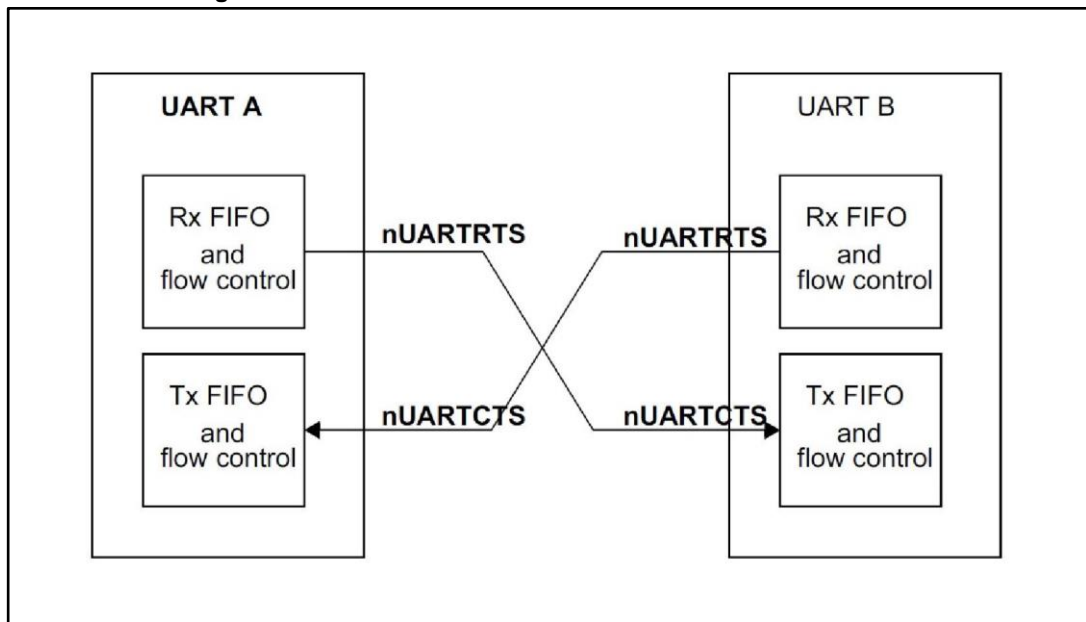 UART A
UART B
Rx FIFO
and
flow control
nUARTRTS
nUARTRTS
Rx FIFO
and
flow control
Tx FIFO
and
flow control
nUARTCTS
nUARTCTS
Tx FIFO
and
flow control